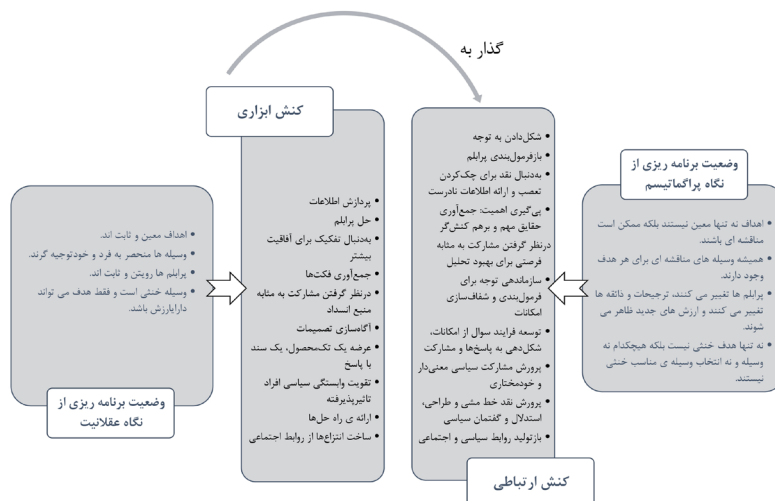 گذار به
وضعیت برنامه ریزی از
نگاه پراگماتیسم
• اهداف نه تنها معین نیستند بلکه ممکن است
مناقشه ای باشند.
• همیشه وسیله های مناقشه ای برای هر هدف
وجود دارند.
• پرابلم ها تغییر می کنند، ترجیحات و ذائقه ها
تغییر می کنند و ارزش های جدید ظاهر می
شوند.
• نه تنها هدف خنثی نیست بلکه هیچکدام نه
وسیله و نه انتخاب وسیله ی مناسب خنثی
نیستند.
• شکل‌دادن به توجه
• بازفرمول‌بندی پرابلم
• به‌دنبال نقد برای چک‌کردن
تعصب و ارائه اطلاعات نادرست
• پی‌گیری اهمیت: جمع‌آوری
حقایق مهم و برهم کنش‌گر
درنظر گرفتن مشارکت به مثابه
فرصتی برای بهبود تحلیل
• سازماندهی توجه برای
فرمول‌بندی و شفاف‌سازی
امکانات
• توسعه فرایند سوال از امکانات،
شکل‌دهی به پاسخ‌ها و مشارکت
• پرورش مشارکت سیاسی معنی‌دار
و خودمختاری
• پرورش نقد خط مشی و طراحی،
استدلال و گفتمان سیاسی
• بازتولید روابط سیاسی و اجتماعی
کنش ارتباطی
کنش ابزاری
• پردازش اطلاعات
• حل پرابلم
• به‌دنبال تفکیک برای آفاقیت
بیشتر
• جمع‌آوری فکت‌ها
• درنظر گرفتن مشارکت به مثابه
منبع انسداد
• آگاه‌سازی تصمیمات
• عرضه یک تک‌محصول، یک سند
یا پاسخ
• تقویت وابستگی سیاسی افراد
تاثیرپذیرفته
• ارائه ی راه حل‌ها
• ساخت انتزاع‌ها از روابط اجتماعی
• اهداف معین و ثابت اند.
• وسیله ها منحصر به فرد و خودتوجیه گرند.
• پرابلم ها رویتن و ثابت اند.
• وسیله خنثی است و فقط هدف می تواند
دارایارزش باشد.
وضعیت برنامه ریزی از
نگاه عقلانیت